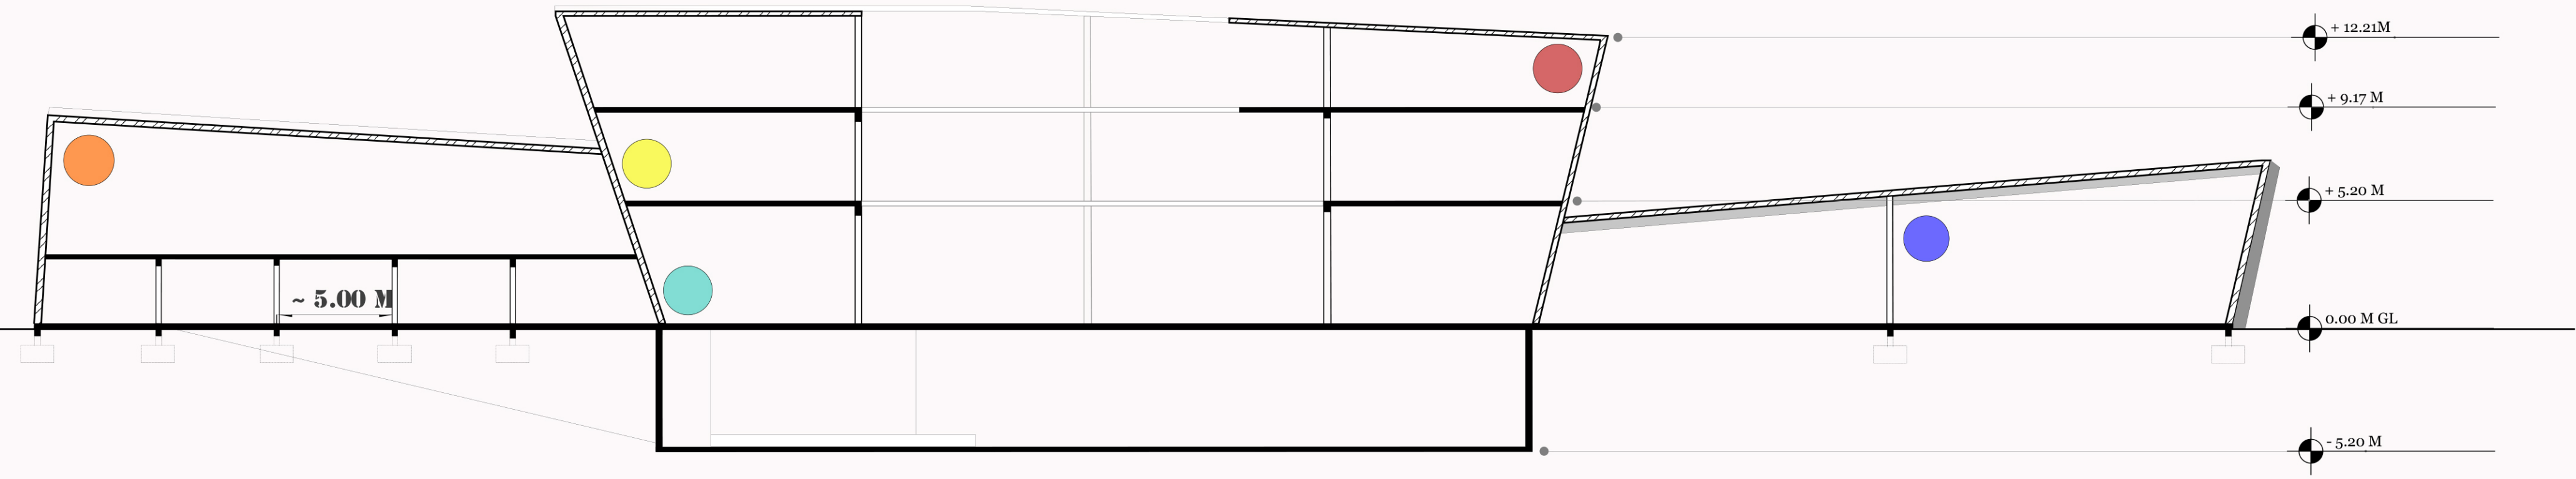 + 12.21M
+ 9.17 M
+ 5.20 M
~ 5.00 M
0.00 M GL
- 5.20 M